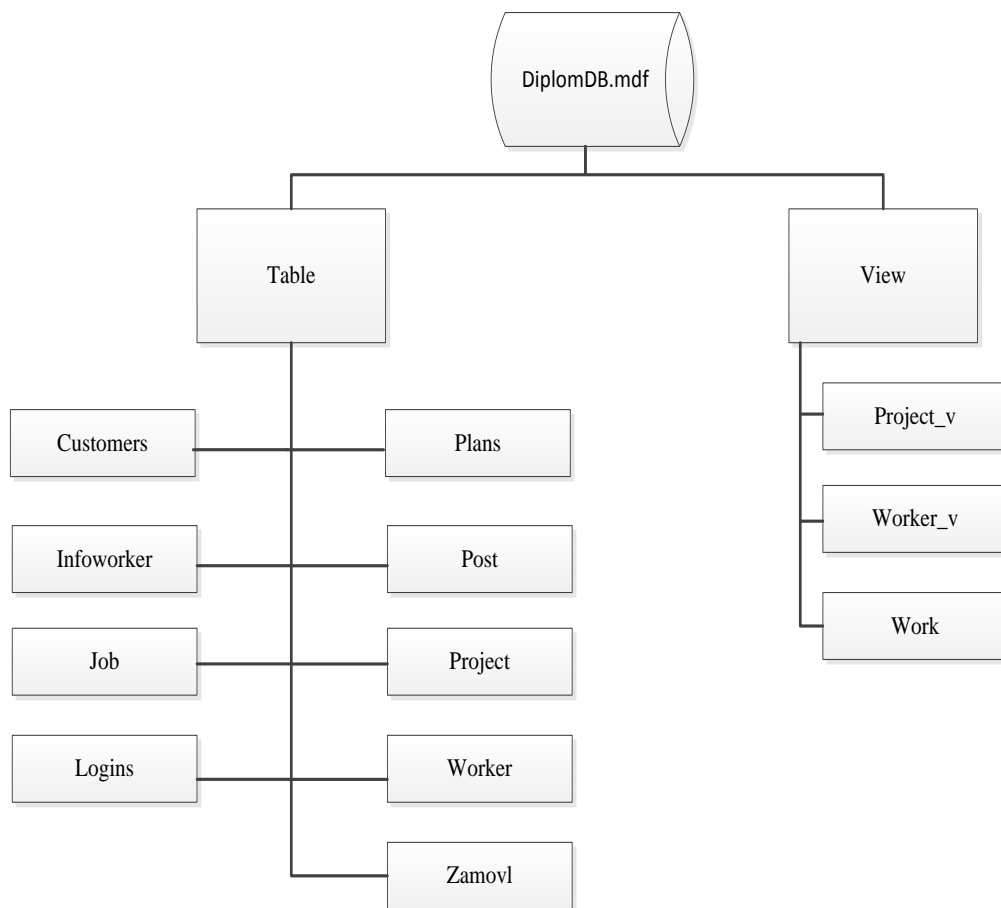 DiplomDB.mdf
Table
View
Customers
Plans
Infoworker
Post
Job
Project
Logins
Worker
Zamovl
Project_v
Worker_v
Work